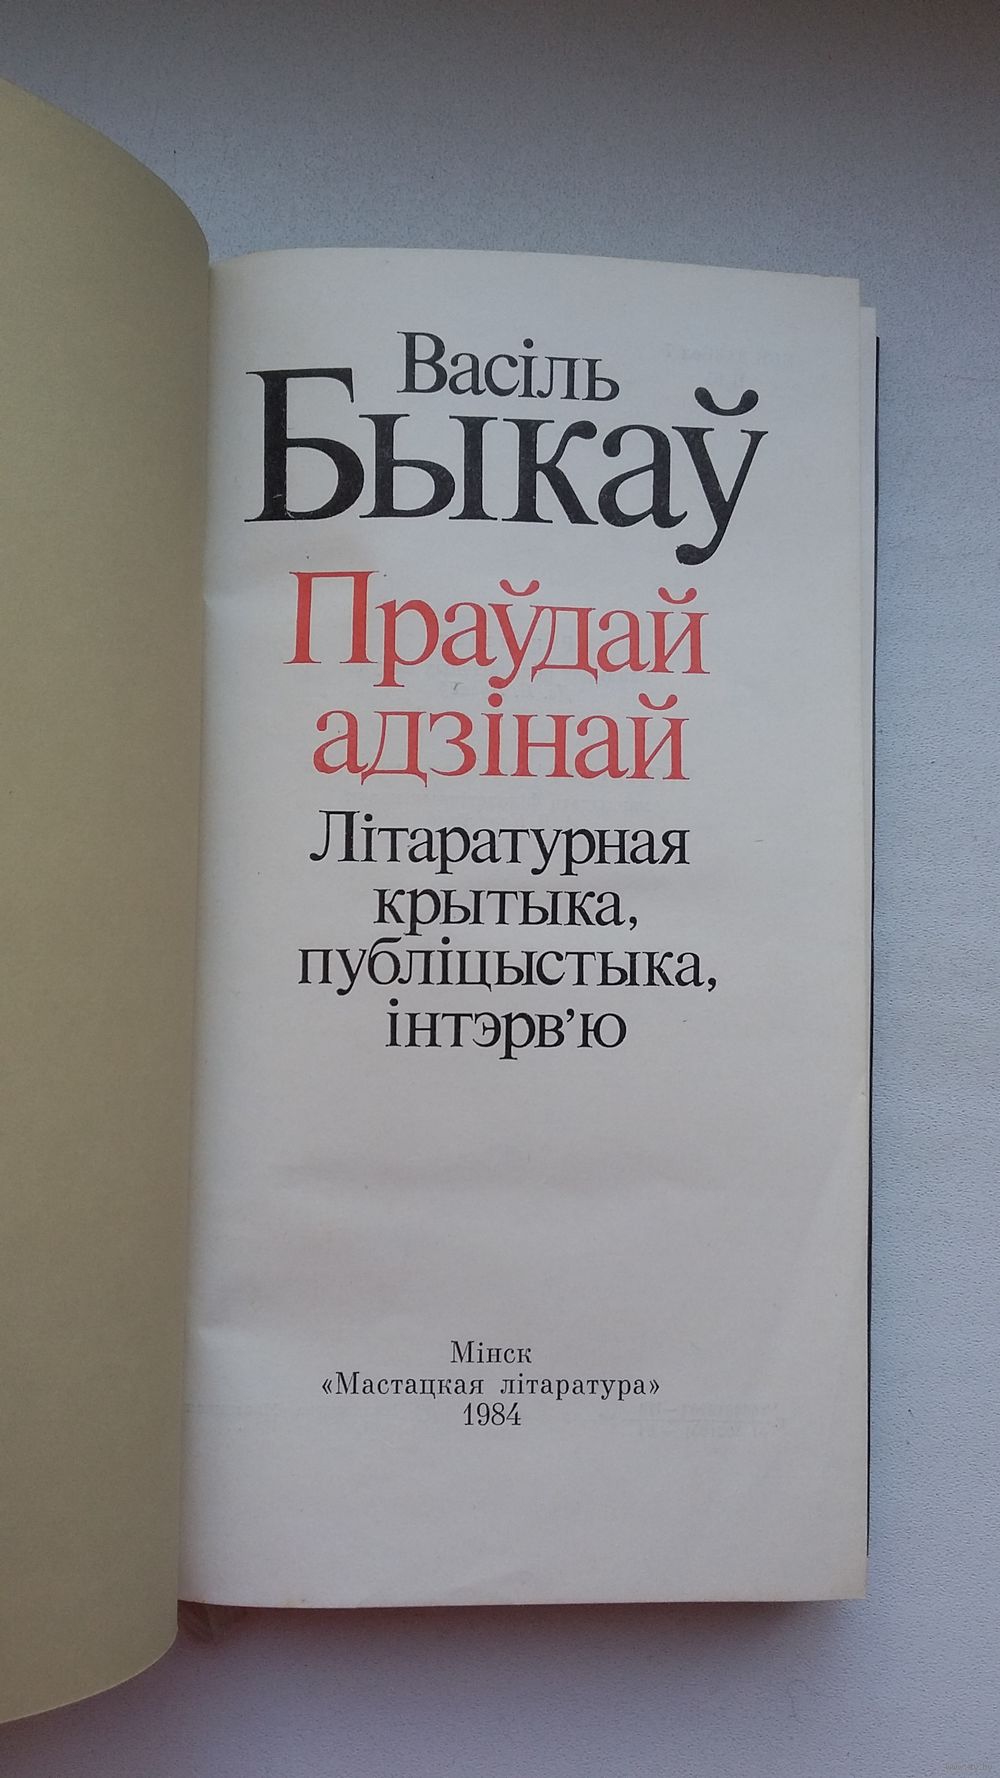 Васіль
Быкаў
Праўдай
адзінай
Літаратурная
крытыка,
публіцыстыка,
інтэрв’ю
Мінск
«Мастацкая літаратура»
1984